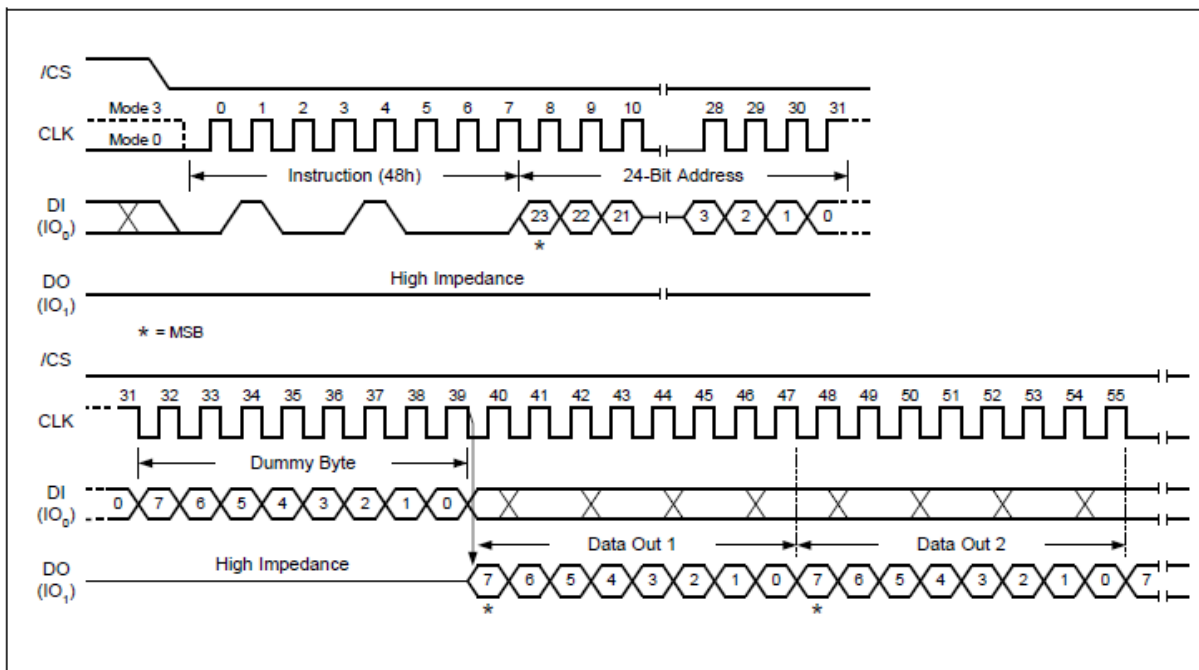 /CS
Mode 3 0 1 2 3 4 5 6 7 8 9 10 28 29 30 31
CLK
Mode 0
Instruction (48h) 24-Bit Address
DI
(IO0) 23 22 21 3 2 1 0
*
DO High Impedance
(IO1)
* = MSB
/CS
31 32 33 34 35 36 37 38 39 40 41 42 43 44 45 46 47 48 49 50 51 52 53 54 55
CLK
Dummy Byte
DI
(IO0) 0 7 6 5 4 3 2 1 0
Data Out 1 Data Out 2
DO High Impedance
(IO1) 7 6 5 4 3 2 1 0 7 6 5 4 3 2 1 0 7
* *